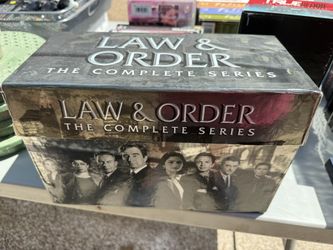 LAW &
ORDER
THE COMPLETE SERIES
LAW & ORDER
THE COMPLETE SERIES